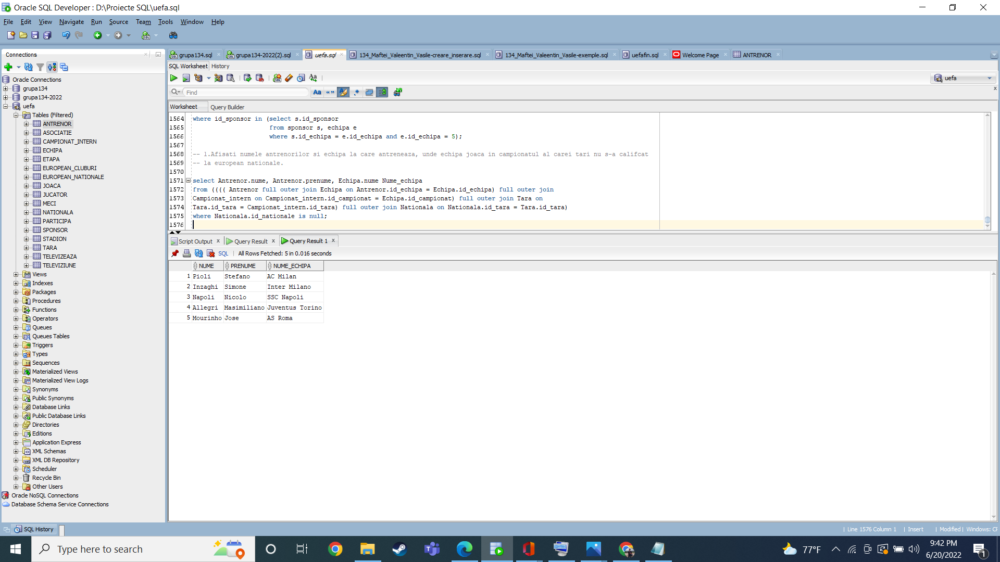 Oracle SQL Developer : D:\Proiecte SQL\uefa.sql
File Edit View Navigate Run Source Team Tools Window Help
Connections
grupa134.sql grupa134-2022(2).sql uefa.sql 134_Maftei_Valeentin_Vasile-creare_inserare.sql 134_Maftei_Valeentin_Vasile-exemple.sql uefafin.sql Welcome Page ANTRENOR
SQL Worksheet History
uefa
Find
Worksheet Query Builder
Oracle Connections
grupa134
grupa134-2022
uefa
Tables (Filtered)
ANTRENOR
ASOCIATIE
CAMPIONAT_INTERN
ECHIPA
ETAPA
EUROPEAN_CLUBURI
EUROPEAN_NATIONALE
JOACA
JUCATOR
MECI
NATIONALA
PARTICIPA
SPONSOR
STADION
TARA
TELEVIZEAZA
TELEVIZIUNE
Views
Indexes
Packages
Procedures
Functions
Operators
Queues
Queues Tables
Triggers
Types
Sequences
Materialized Views
Materialized View Logs
Synonyms
Public Synonyms
Database Links
Public Database Links
Directories
Editions
Application Express
XML Schemas
XML DB Repository
Scheduler
Recycle Bin
Other Users
Oracle NoSQL Connections
Database Schema Service Connections
1564 where id_sponsor in (select s.id_sponsor
1565 from sponsor s, echipa e
1566 where s.id_echipa = e.id_echipa and e.id_echipa = 5);
1567
1568 -- 1.Afisati numele antrenorilor si echipa la care antreneaza, unde echipa joaca in campionatul al carei tari nu s-a califcat
1569 -- la european nationale.
1570
1571 select Antrenor.nume, Antrenor.prenume, Echipa.nume Nume_echipa
1572 from (((( Antrenor full outer join Echipa on Antrenor.id_echipa = Echipa.id_echipa) full outer join
1573 Campionat_intern on Campionat_intern.id_campionat = Echipa.id_campionat) full outer join Tara on
1574 Tara.id_tara = Campionat_intern.id_tara) full outer join Nationala on Nationala.id_tara = Tara.id_tara)
1575 where Nationala.id_nationale is null;
1576
Script Output Query Result Query Result 1
SQL All Rows Fetched: 5 in 0.016 seconds
NUME PRENUME NUME_ECHIPA
1 Pioli Stefano AC Milan
2 Inzaghi Simone Inter Milano
3 Napoli Nicolo SSC Napoli
4 Allegri Masimiliano Juventus Torino
5 Mourinho Jose AS Roma
SQL History
Line 1576 Column 1 Insert Modified Windows: CF
Type here to search
77°F
9:42 PM
6/20/2022
1